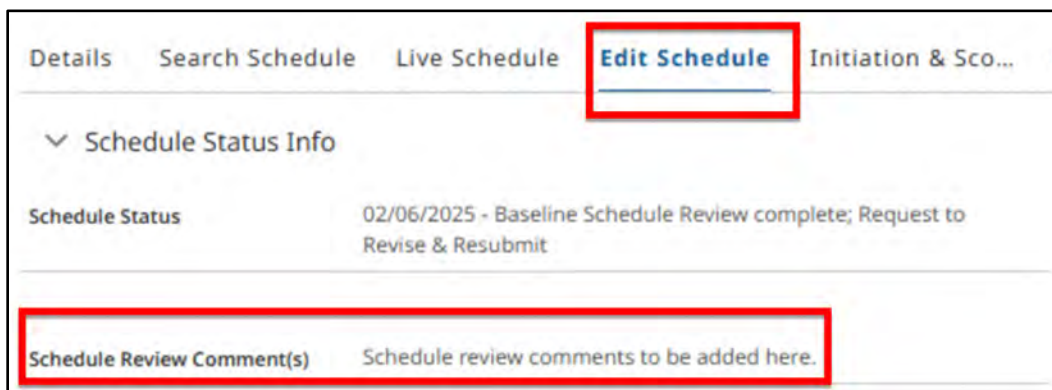 Details Search Schedule Live Schedule Edit Schedule Initiation & Sco...
Schedule Status Info
Schedule Status 02/06/2025 - Baseline Schedule Review complete; Request to
Revise & Resubmit
Schedule Review Comment(s) Schedule review comments to be added here.